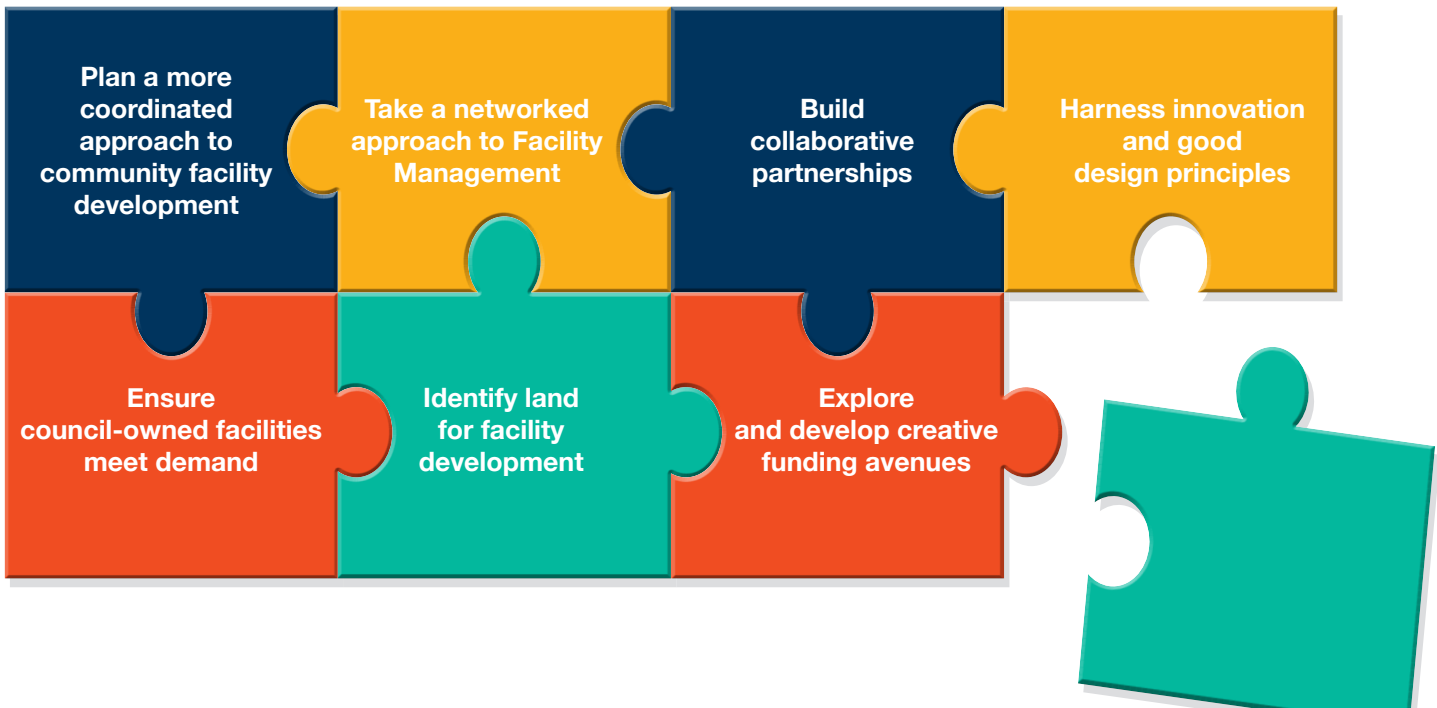 Plan a more
coordinated
approach to
community facility
development
Take a networked
approach to Facility
Management
Build
collaborative
partnerships
Harness innovation
and good
design principles
Ensure
council-owned facilities
meet demand
Identify land
for facility
development
Explore
and develop creative
funding avenues